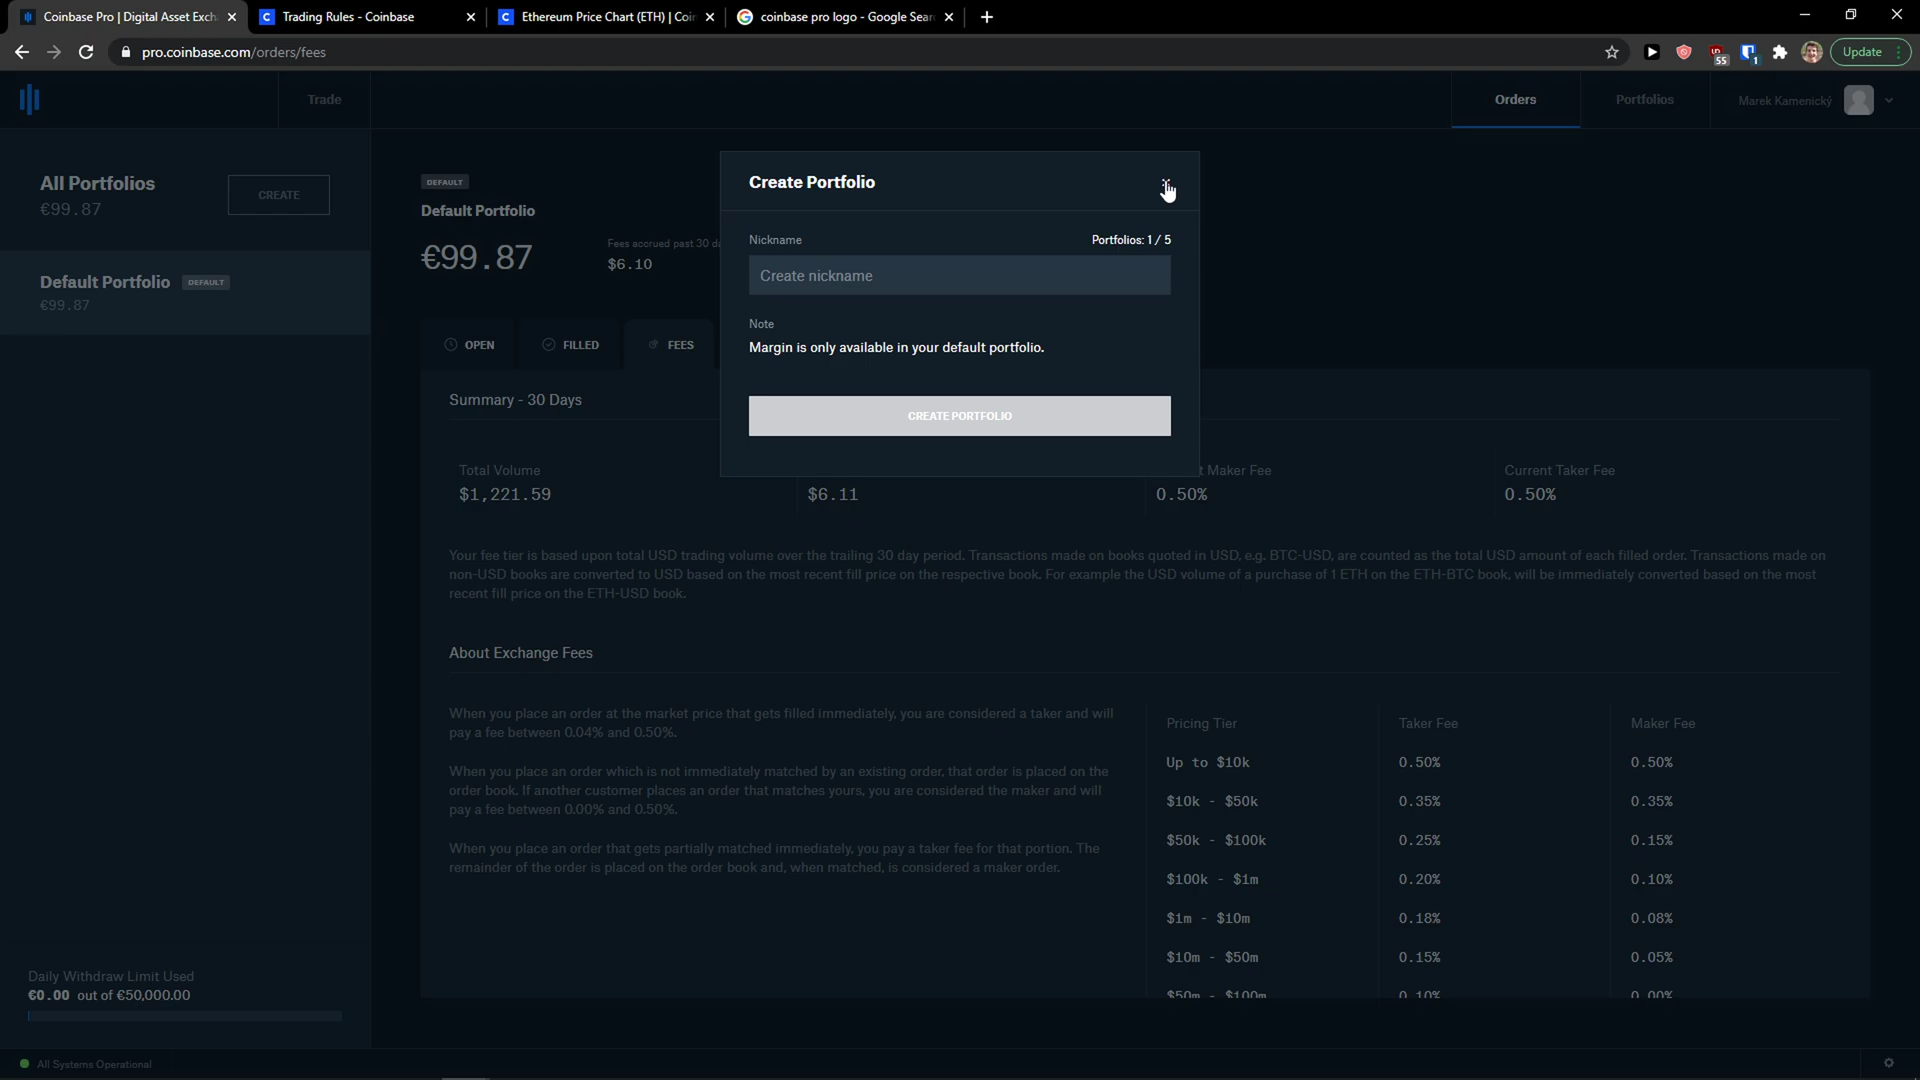 Coinbase Pro | Digital Asset Exch
Trading Rules - Coinbase
Ethereum Price Chart (ETH) | Coi
coinbase pro logo - Google Sear
pro.coinbase.com/orders/fees
55
1
Update
Trade
Orders
Portfolios
Marek Kamenický
All Portfolios
€99.87
CREATE
Default Portfolio DEFAULT
€99.87
DEFAULT
Default Portfolio
€99.87
Fees accrued past 30 da
$6.10
OPEN
FILLED
FEES
Create Portfolio
Nickname
Portfolios: 1 / 5
Create nickname
Note
Margin is only available in your default portfolio.
CREATE PORTFOLIO
Summary - 30 Days
Total Volume
$1,221.59
$6.11
t Maker Fee
0.50%
Current Taker Fee
0.50%
Your fee tier is based upon total USD trading volume over the trailing 30 day period. Transactions made on books quoted in USD, e.g. BTC-USD, are counted as the total USD amount of each filled order. Transactions made on
non-USD books are converted to USD based on the most recent fill price on the respective book. For example the USD volume of a purchase of 1 ETH on the ETH-BTC book, will be immediately converted based on the most
recent fill price on the ETH-USD book.
About Exchange Fees
When you place an order at the market price that gets filled immediately, you are considered a taker and will
pay a fee between 0.04% and 0.50%.
When you place an order which is not immediately matched by an existing order, that order is placed on the
order book. If another customer places an order that matches yours, you are considered the maker and will
pay a fee between 0.00% and 0.50%.
When you place an order that gets partially matched immediately, you pay a taker fee for that portion. The
remainder of the order is placed on the order book and, when matched, is considered a maker order.
Pricing Tier Taker Fee Maker Fee
Up to $10k 0.50% 0.50%
$10k - $50k 0.35% 0.35%
$50k - $100k 0.25% 0.15%
$100k - $1m 0.20% 0.10%
$1m - $10m 0.18% 0.08%
$10m - $50m 0.15% 0.05%
$50m - $100m 0.10% 0.00%
Daily Withdraw Limit Used
€0.00 out of €50,000.00
All Systems Operational